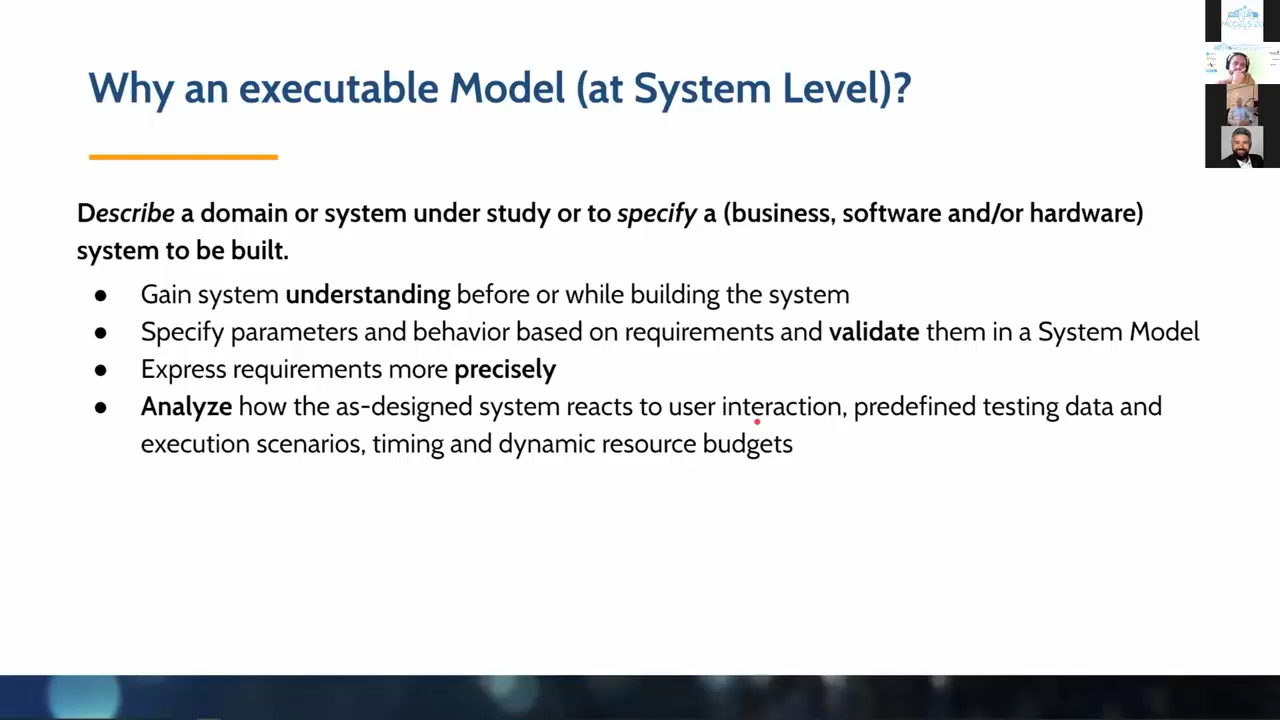 Why an executable Model (at System Level)?
Describe a domain or system under study or to specify a (business, software and/or hardware)
system to be built.
● Gain system understanding before or while building the system
● Specify parameters and behavior based on requirements and validate them in a System Model
● Express requirements more precisely
● Analyze how the as-designed system reacts to user interaction, predefined testing data and
execution scenarios, timing and dynamic resource budgets
MODELS 20